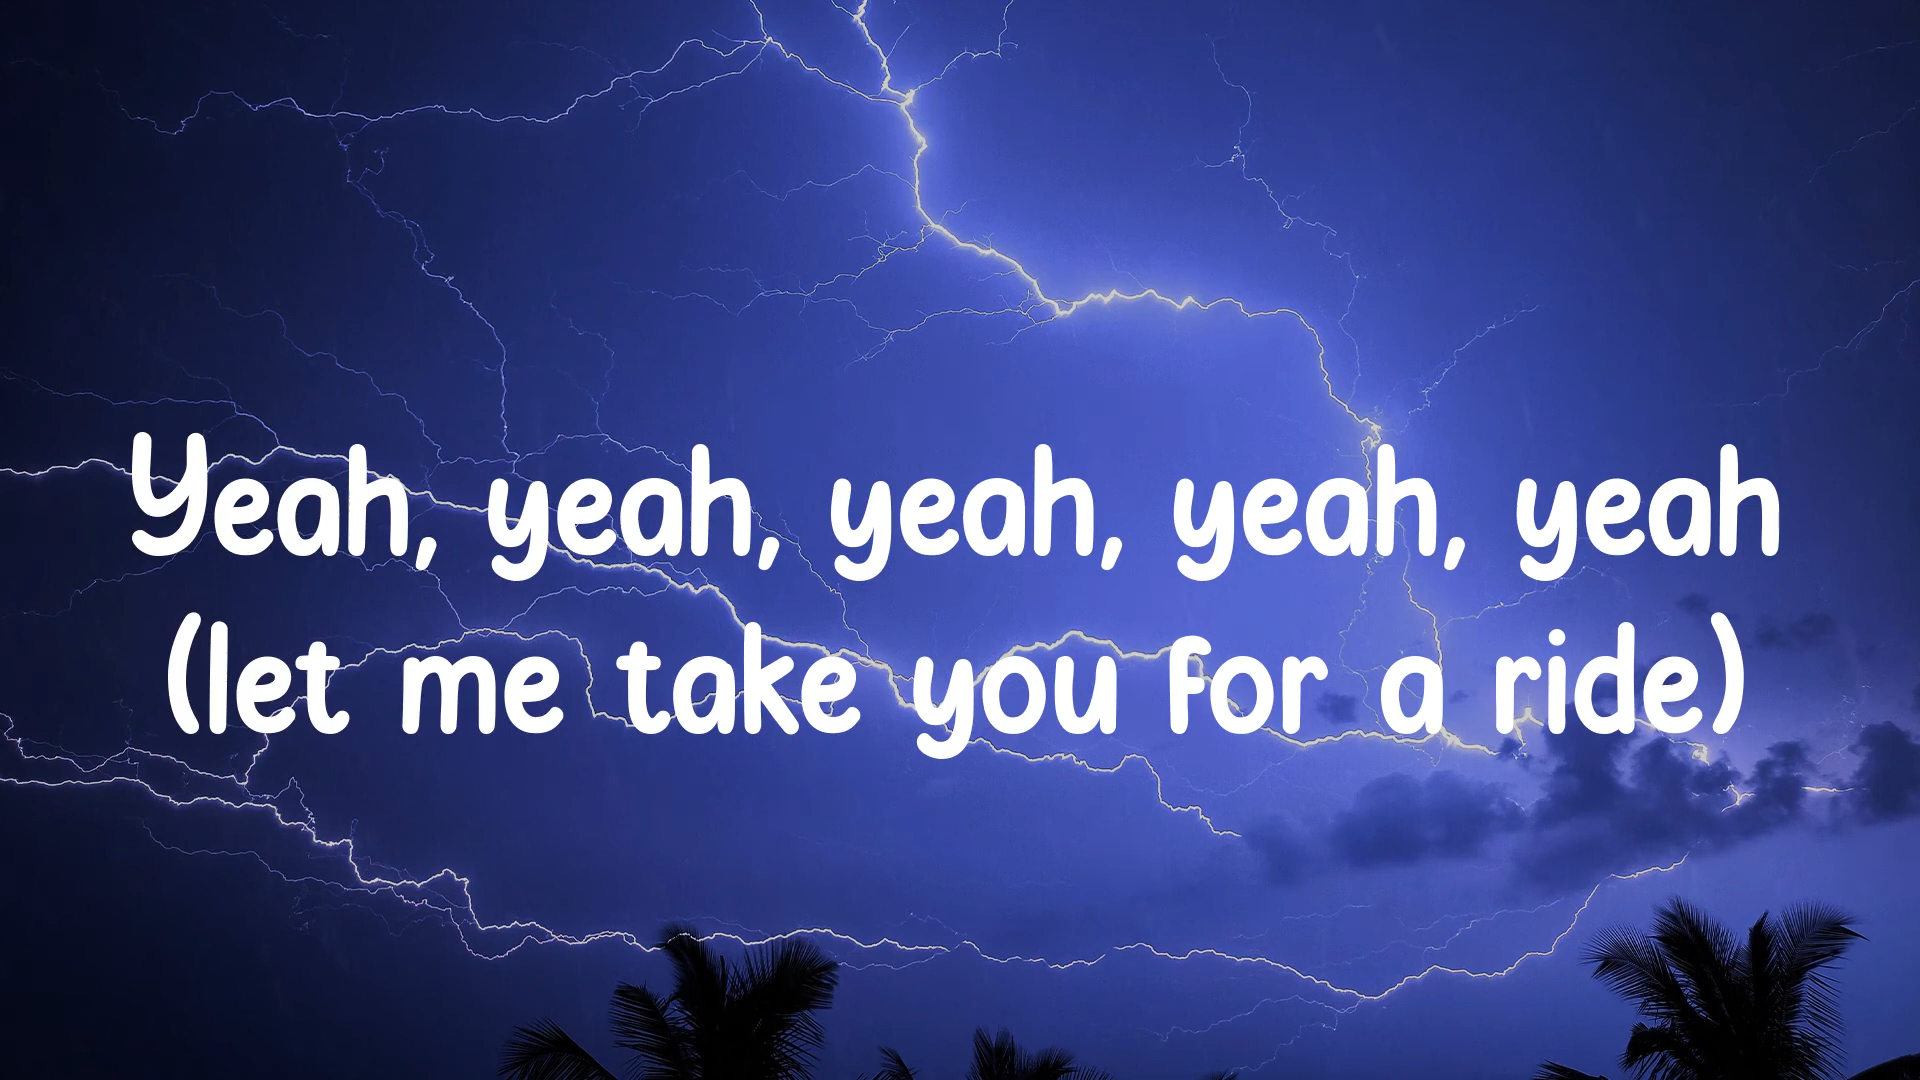 Yeah, yeah, yeah, yeah, yeah
(let me take you for a ride)